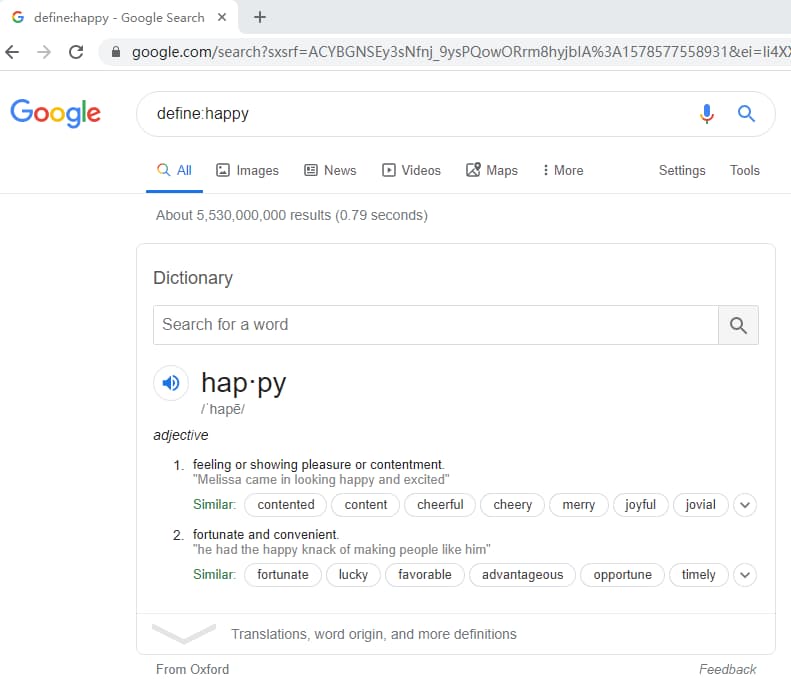 define:happy - Google Search
google.com/search?sxsrf=ACYBGNSEy3sNfnj_9ysPQowORrm8hyjbIA%3A1578577558931&ei=Ii4XX
Google
define:happy
All Images News Videos Maps More Settings Tools
About 5,530,000,000 results (0.79 seconds)
Dictionary
Search for a word
hap·py
/ˈhapē/
adjective
1. feeling or showing pleasure or contentment.
"Melissa came in looking happy and excited"
Similar: contented content cheerful cheery merry joyful jovial
2. fortunate and convenient.
"he had the happy knack of making people like him"
Similar: fortunate lucky favorable advantageous opportune timely
Translations, word origin, and more definitions
From Oxford Feedback